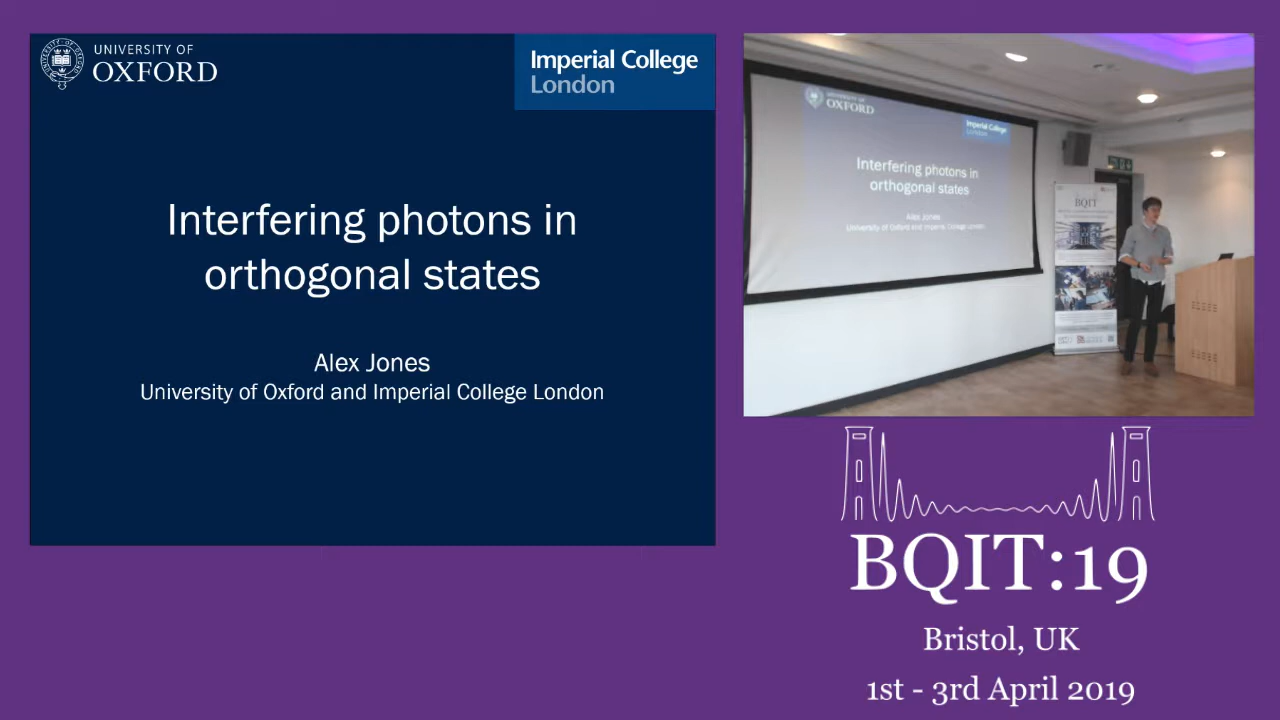 UNIVERSITY OF
OXFORD
Imperial College
London
Interfering photons in
orthogonal states
Alex Jones
University of Oxford and Imperial College London
UNIVERSITY OF
OXFORD
Imperial College
London
Interfering photons in
orthogonal states
Alex Jones
University of Oxford and Imperial College London
BQIT
BQIT:19
Bristol, UK
1st - 3rd April 2019